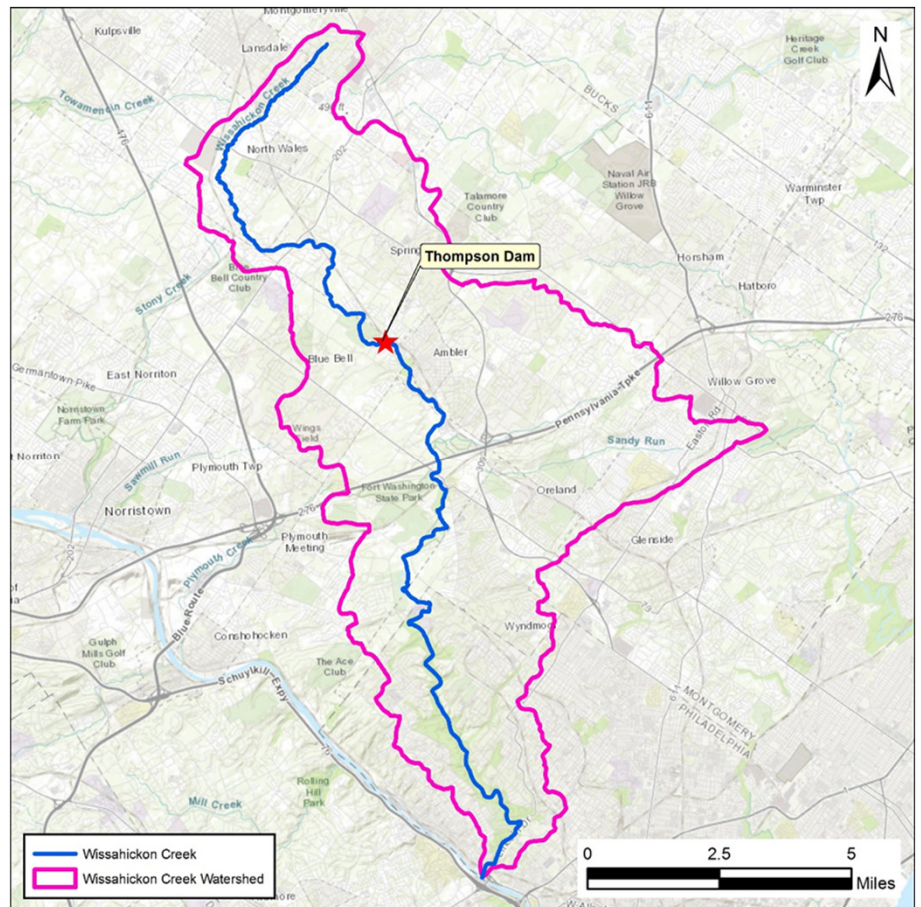 Montgomeryville
Kulpsville
Lansdale
N
Heritage
Creek
Golf Club
Towamencin Creek
Wissahickon Creek
BUCKS
611
476
North Wales
202
Talamore
Country
Club
Naval Air
Station JRB
Willow
Grove
Warminster
Twp
132
Spring
Thompson Dam
Horsham
Bell Country
Club
Stony Creek
Hatboro
276
Blue Bell
Ambler
Germantown Pike
East Norriton
Willow Grove
Norristown
Farm Park
Pennsylvania-Tpke
Easton Rd
Wings
Field
Sandy Run
t Norriton
Sawmill Run
Plymouth Twp
309
Fort Washington
State Park
Oreland
Norristown
276
202
Plymouth
Meeting
Glenside
Plymouth Creek
of
Blue Route
Wyndmoor
Conshohocken
Gulph
Mills Golf
Club
The Ace
Club
Schuylkill-Expy
611
MONTGOMERY
PHILADELPHIA
76
Rolling
Hill
Park
Mill Creek
1
Wissahickon Creek
Wissahickon Creek Watershed
0 2.5 5
Miles